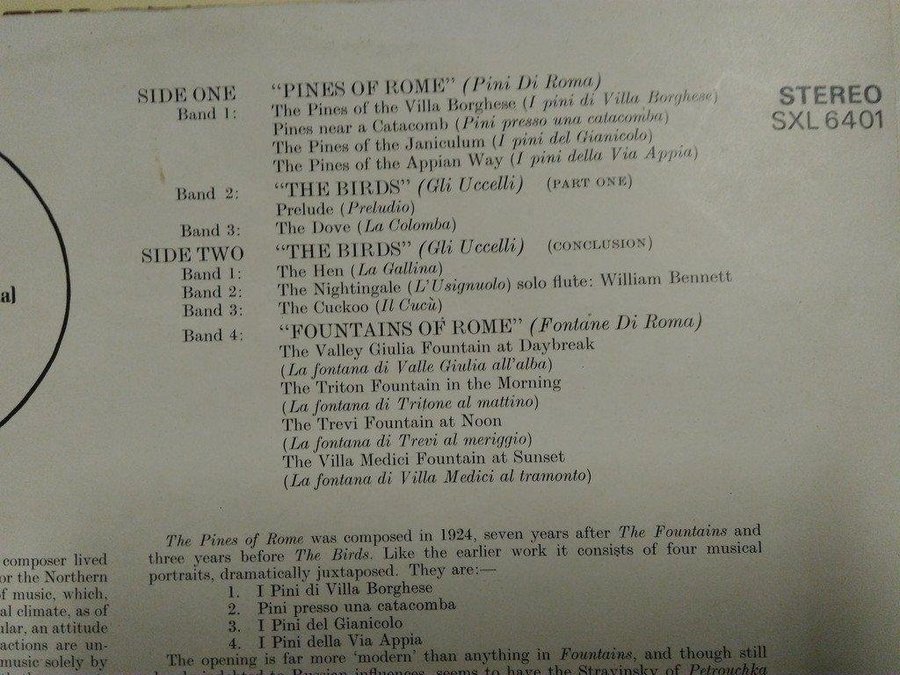 SIDE ONE "PINES OF ROME" (Pini Di Roma)
Band 1: The Pines of the Villa Borghese (I pini di Villa Borghese)
Pines near a Catacomb (Pini presso una catacomba)
The Pines of the Janiculum (I pini del Gianicolo)
The Pines of the Appian Way (I pini della Via Appia)
STEREO
SXL 6401
Band 2: "THE BIRDS" (Gli Uccelli) (PART ONE)
Prelude (Preludio)
Band 3: The Dove (La Colomba)
SIDE TWO "THE BIRDS" (Gli Uccelli) (CONCLUSION)
Band 1: The Hen (La Gallina)
Band 2: The Nightingale (L'Usignuolo) solo flute: William Bennett
Band 3: The Cuckoo (Il Cucù)
Band 4: "FOUNTAINS OF ROME" (Fontane Di Roma)
The Valley Giulia Fountain at Daybreak
(La fontana di Valle Giulia all'alba)
The Triton Fountain in the Morning
(La fontana di Tritone al mattino)
The Trevi Fountain at Noon
(La fontana di Trevi al meriggio)
The Villa Medici Fountain at Sunset
(La fontana di Villa Medici al tramonto)
composer lived
or the Northern
of music, which,
al climate, as of
ular, an attitude
actions are un-
music solely by
The Pines of Rome was composed in 1924, seven years after The Fountains and
three years before The Birds. Like the earlier work it consists of four musical
portraits, dramatically juxtaposed. They are:—
1. I Pini di Villa Borghese
2. Pini presso una catacomba
3. I Pini del Gianicolo
4. I Pini della Via Appia
The opening is far more 'modern' than anything in Fountains, and though still
indebted to Russian influences, seems to have the Stravinsky of Petrouchka